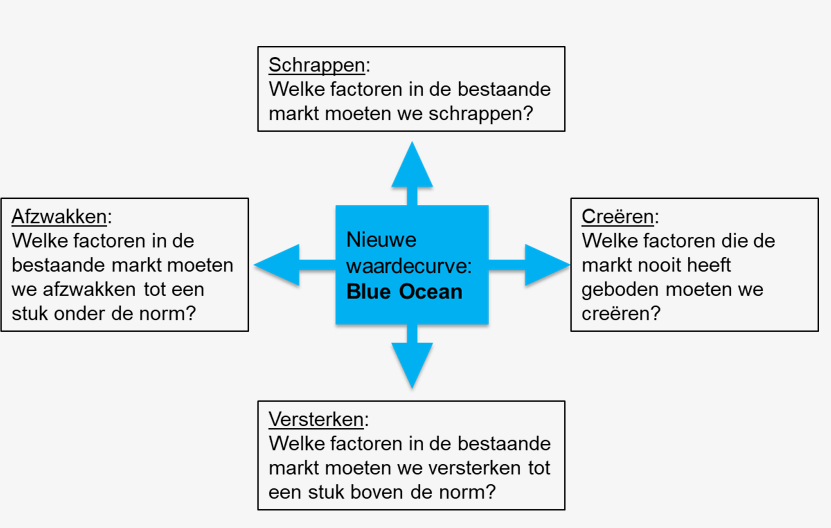 Schrappen:
Welke factoren in de bestaande
markt moeten we schrappen?
Afzwakken:
Welke factoren in de
bestaande markt moeten
we afzwakken tot een
stuk onder de norm?
Nieuwe
waardecurve:
Blue Ocean
Creëren:
Welke factoren die de
markt nooit heeft
geboden moeten we
creëren?
Versterken:
Welke factoren in de bestaande
markt moeten we versterken tot
een stuk boven de norm?